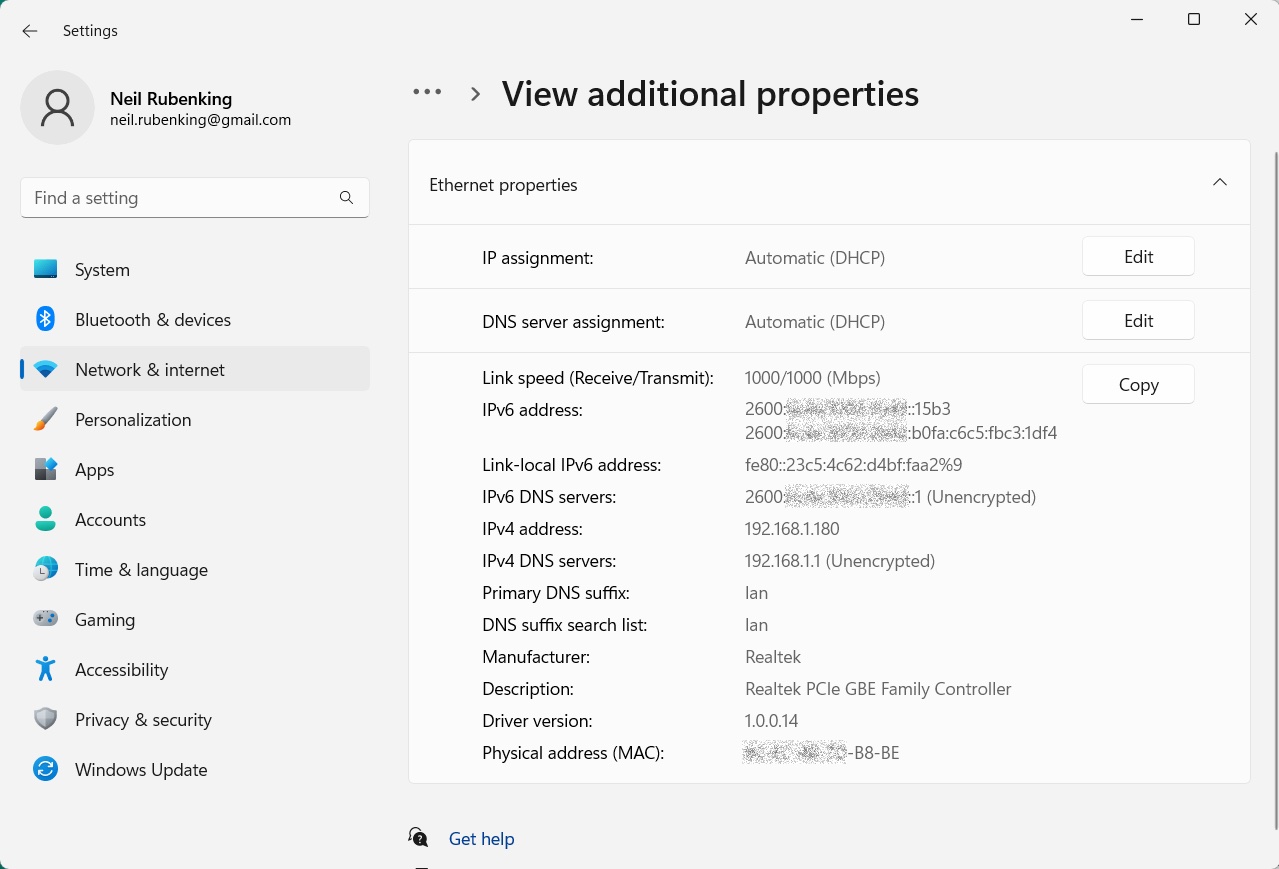 Settings
Neil Rubenking
neil.rubenking@gmail.com
Find a setting
System
Bluetooth & devices
Network & internet
Personalization
Apps
Accounts
Time & language
Gaming
Accessibility
Privacy & security
Windows Update
View additional properties
Ethernet properties
IP assignment: Automatic (DHCP) Edit
DNS server assignment: Automatic (DHCP) Edit
Link speed (Receive/Transmit): 1000/1000 (Mbps) Copy
IPv6 address: 2600: ::15b3
2600: :b0fa:c6c5:fbc3:1df4
Link-local IPv6 address: fe80::23c5:4c62:d4bf:faa2%9
IPv6 DNS servers: 2600: ::1 (Unencrypted)
IPv4 address: 192.168.1.180
IPv4 DNS servers: 192.168.1.1 (Unencrypted)
Primary DNS suffix: lan
DNS suffix search list: lan
Manufacturer: Realtek
Description: Realtek PCIe GBE Family Controller
Driver version: 1.0.0.14
Physical address (MAC): -B8-BE
Get help